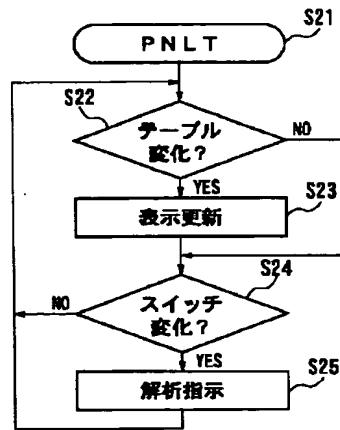 S21
PNLT
S22
テーブル
変化?
NO
YES
S23
表示更新
S24
スイッチ
変化?
NO
YES
S25
解析指示